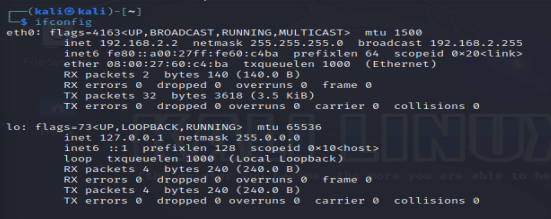 (kali㉿kali)-[~]
$ ifconfig
eth0: flags=4163<UP,BROADCAST,RUNNING,MULTICAST>  mtu 1500
inet 192.168.2.2  netmask 255.255.255.0  broadcast 192.168.2.255
inet6 fe80::a00:27ff:fe60:c4ba  prefixlen 64  scopeid 0×20<link>
ether 08:00:27:60:c4:ba  txqueuelen 1000  (Ethernet)
RX packets 2  bytes 140 (140.0 B)
RX errors 0  dropped 0  overruns 0  frame 0
TX packets 32  bytes 3618 (3.5 KiB)
TX errors 0  dropped 0 overruns 0  carrier 0  collisions 0
lo: flags=73<UP,LOOPBACK,RUNNING>  mtu 65536
inet 127.0.0.1  netmask 255.0.0.0
inet6 ::1  prefixlen 128  scopeid 0×10<host>
loop  txqueuelen 1000  (Local Loopback)
RX packets 4  bytes 240 (240.0 B)
RX errors 0  dropped 0  overruns 0  frame 0
TX packets 4  bytes 240 (240.0 B)
TX errors 0  dropped 0 overruns 0  carrier 0  collisions 0